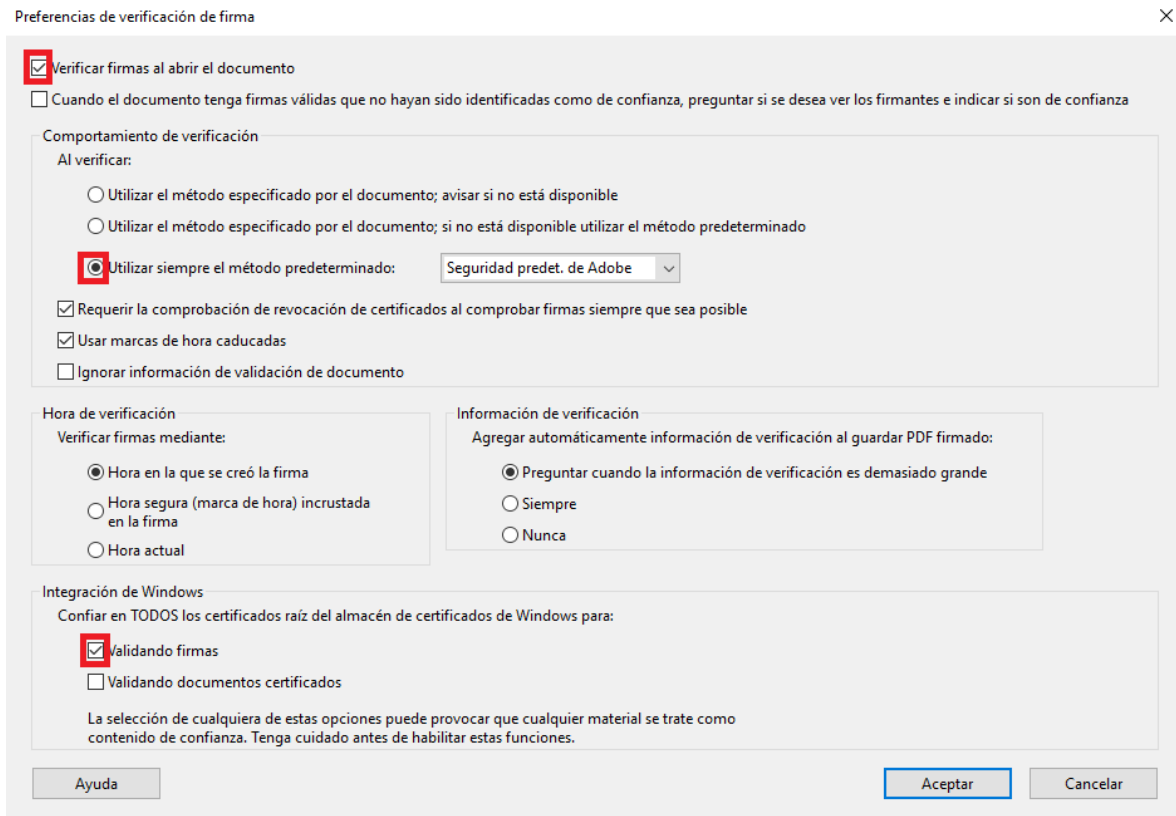 Preferencias de verificación de firma
Verificar firmas al abrir el documento
Cuando el documento tenga firmas válidas que no hayan sido identificadas como de confianza, preguntar si se desea ver los firmantes e indicar si son de confianza
Comportamiento de verificación
Al verificar:
Utilizar el método especificado por el documento; avisar si no está disponible
Utilizar el método especificado por el documento; si no está disponible utilizar el método predeterminado
Utilizar siempre el método predeterminado: Seguridad predet. de Adobe
Requerir la comprobación de revocación de certificados al comprobar firmas siempre que sea posible
Usar marcas de hora caducadas
Ignorar información de validación de documento
Hora de verificación
Verificar firmas mediante:
Hora en la que se creó la firma
Hora segura (marca de hora) incrustada
en la firma
Hora actual
Información de verificación
Agregar automáticamente información de verificación al guardar PDF firmado:
Preguntar cuando la información de verificación es demasiado grande
Siempre
Nunca
Integración de Windows
Confiar en TODOS los certificados raíz del almacén de certificados de Windows para:
Validando firmas
Validando documentos certificados
La selección de cualquiera de estas opciones puede provocar que cualquier material se trate como
contenido de confianza. Tenga cuidado antes de habilitar estas funciones.
Ayuda
Aceptar
Cancelar